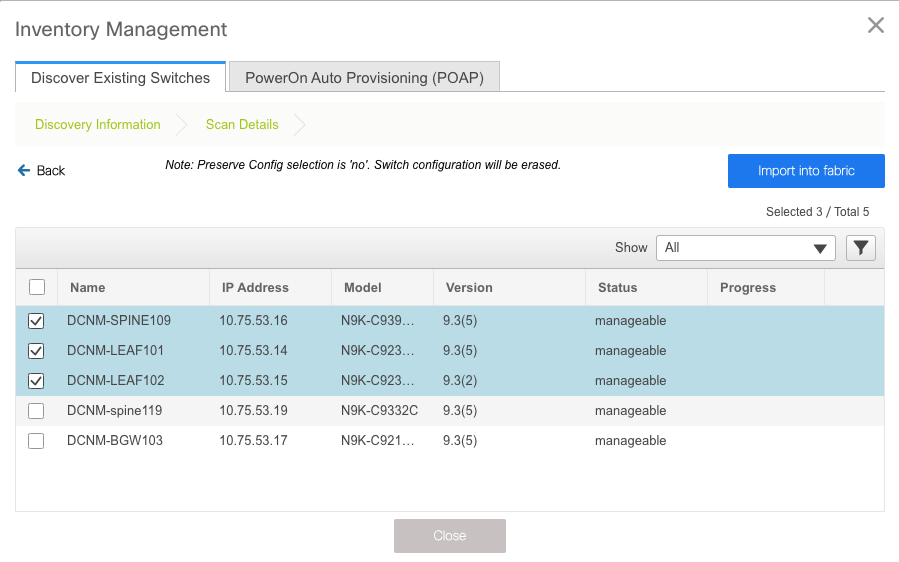 Inventory Management
Discover Existing Switches PowerOn Auto Provisioning (POAP)
Discovery Information Scan Details
Back Note: Preserve Config selection is 'no'. Switch configuration will be erased. Import into fabric
Selected 3 / Total 5
Show All
Name IP Address Model Version Status Progress
DCNM-SPINE109 10.75.53.16 N9K-C939... 9.3(5) manageable
DCNM-LEAF101 10.75.53.14 N9K-C923... 9.3(5) manageable
DCNM-LEAF102 10.75.53.15 N9K-C923... 9.3(2) manageable
DCNM-spine119 10.75.53.19 N9K-C9332C 9.3(5) manageable
DCNM-BGW103 10.75.53.17 N9K-C921... 9.3(5) manageable
Close